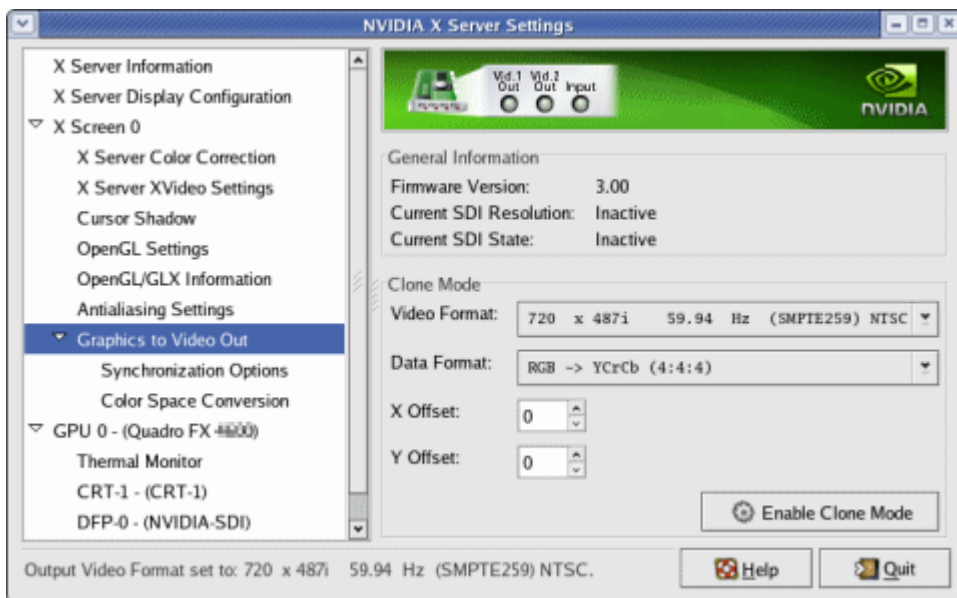 NVIDIA X Server Settings
X Server Information
X Server Display Configuration
X Screen 0
X Server Color Correction
X Server XVideo Settings
Cursor Shadow
OpenGL Settings
OpenGL/GLX Information
Antialiasing Settings
Graphics to Video Out
Synchronization Options
Color Space Conversion
GPU 0 - (Quadro FX
Thermal Monitor
CRT-1 - (CRT-1)
DFP-0 - (NVIDIA-SDI)
Vid.1 Out Vid.2 Out Input
NVIDIA
General Information
Firmware Version: 3.00
Current SDI Resolution: Inactive
Current SDI State: Inactive
Clone Mode
Video Format: 720 x 487i 59.94 Hz (SMPTE259) NTSC
Data Format: RGB -> YCrCb (4:4:4)
X Offset: 0
Y Offset: 0
Enable Clone Mode
Output Video Format set to: 720 x 487i 59.94 Hz (SMPTE259) NTSC.
Help
Quit